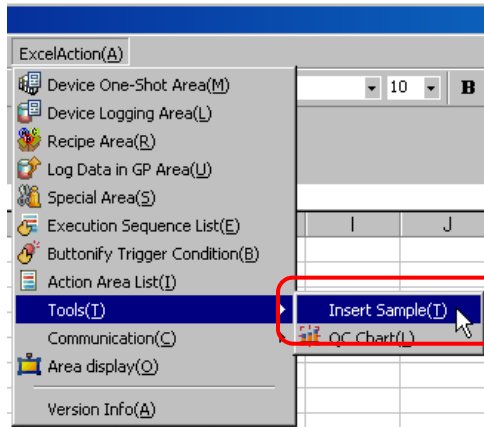 ExcelAction(A)
Device One-Shot Area(M)
10 B
Device Logging Area(L)
Recipe Area(R)
Log Data in GP Area(U)
Special Area(S)
Execution Sequence List(E)
I J
Buttonify Trigger Condition(B)
Action Area List(I)
Tools(T)
Insert Sample(T)
Communication(C)
QC Chart(L)
Area display(O)
Version Info(A)